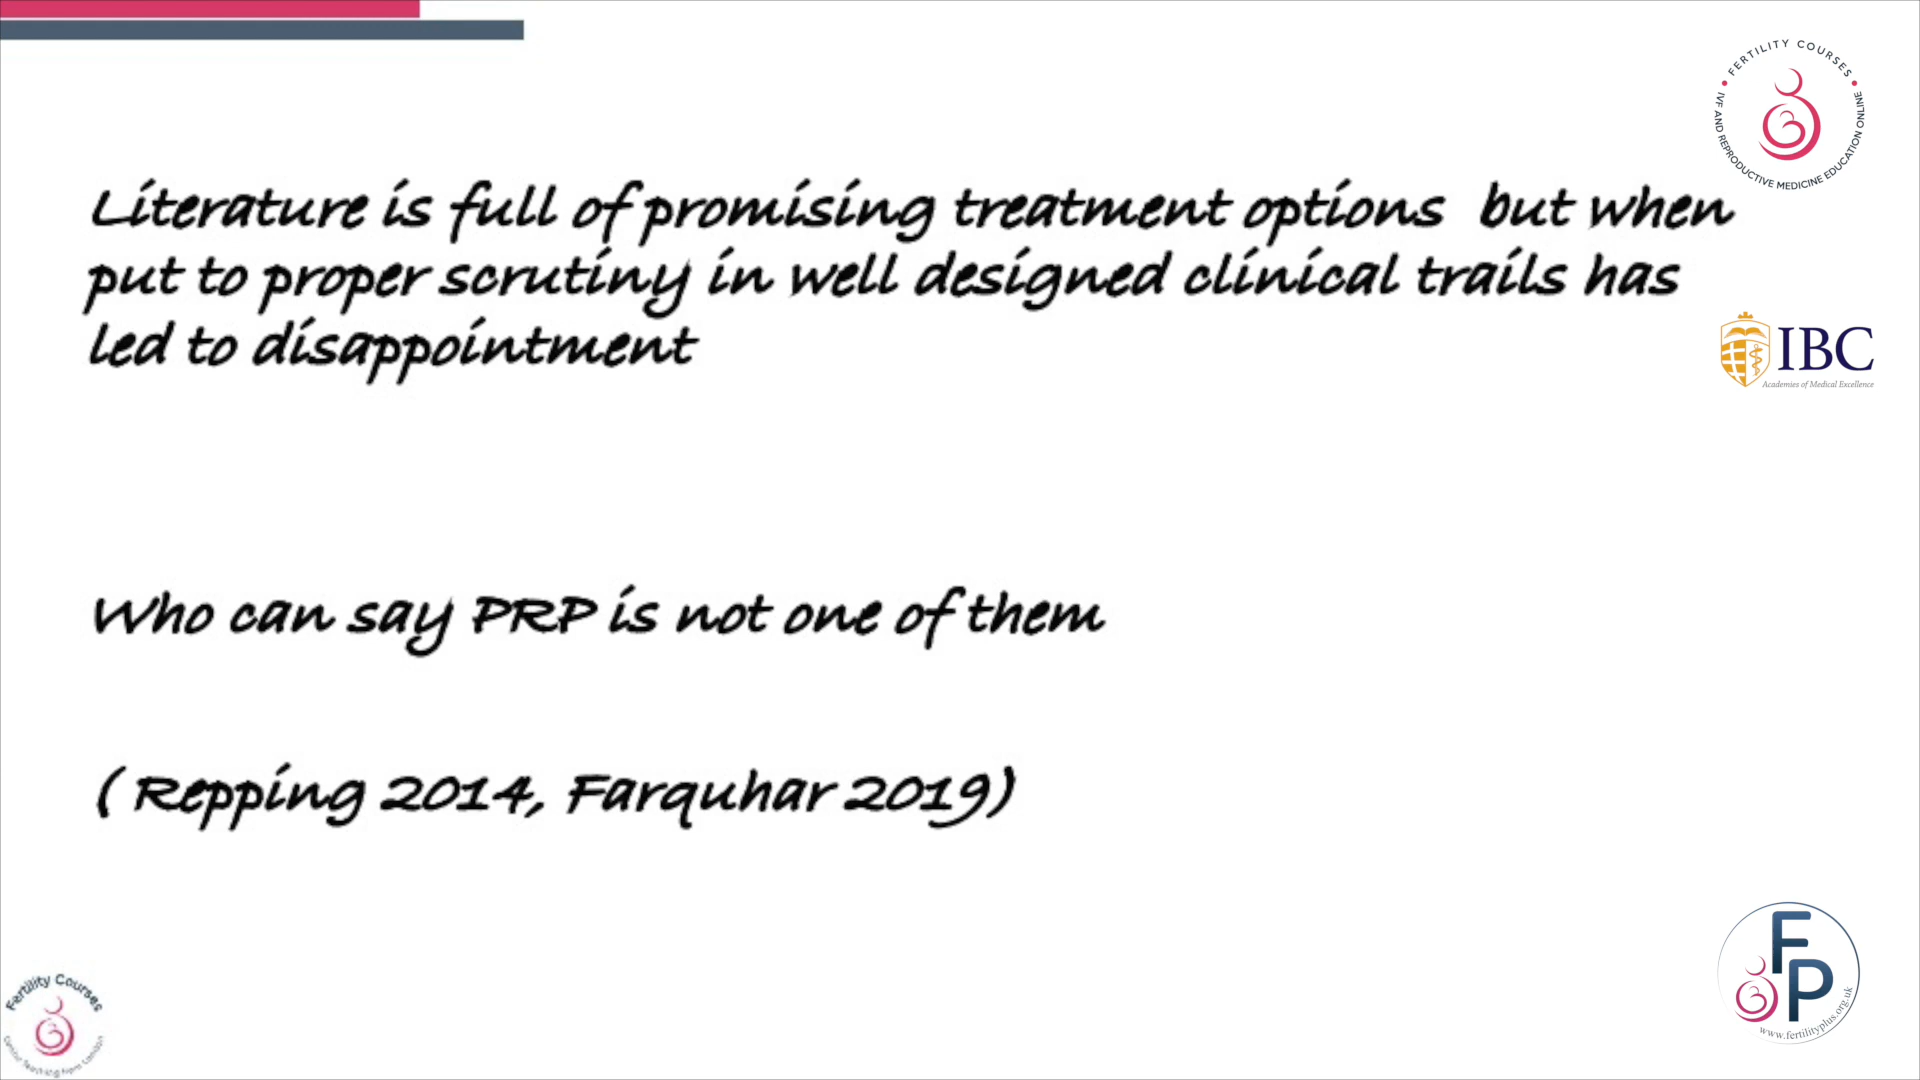 FERTILITY COURSES
IVF AND REPRODUCTIVE MEDICINE EDUCATION ONLINE
Literature is full of promising treatment options but when
put to proper scrutiny in well designed clinical trails has
led to disappointment
IBC
Academies of Medical Excellence
Who can say PRP is not one of them
( Repping 2014, Farquhar 2019)
FP
www.fertilityplus.org.uk
Fertility Courses